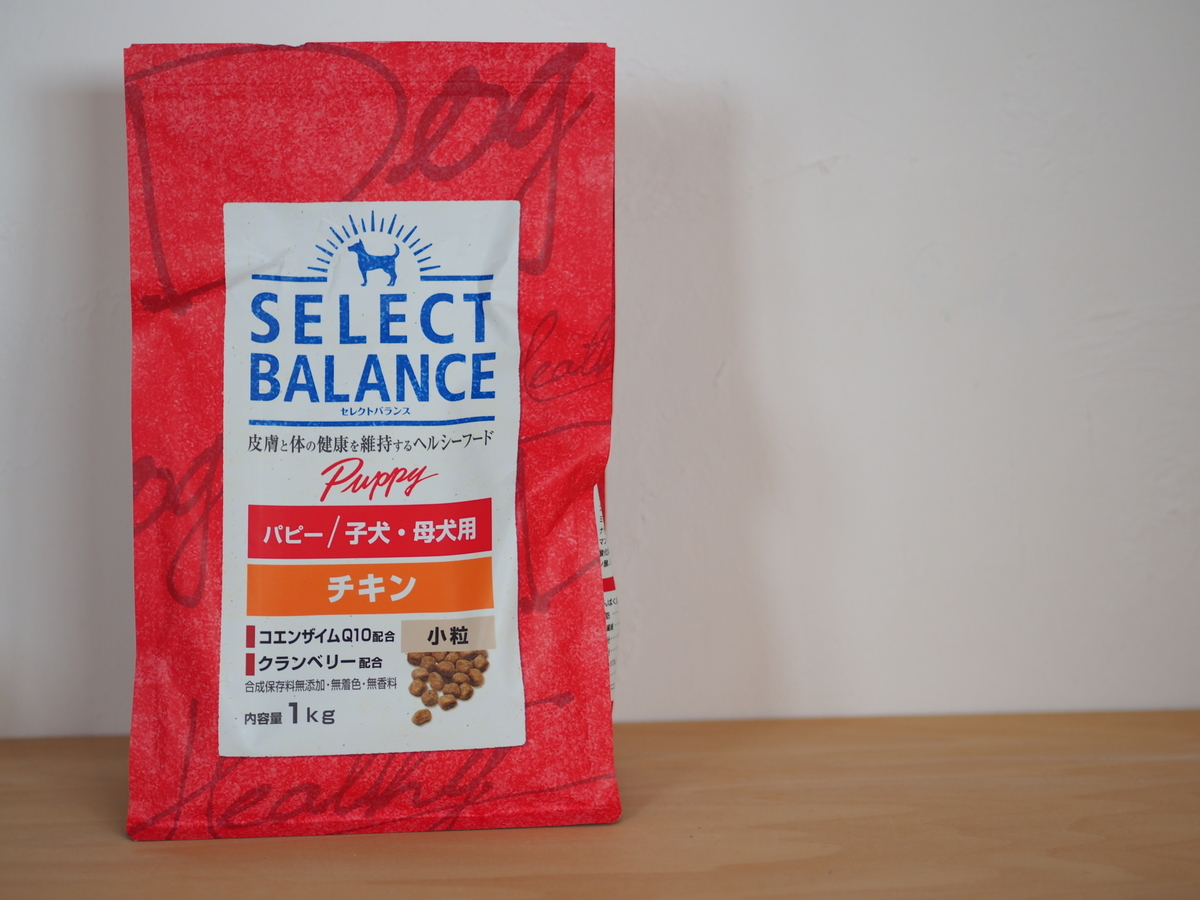 Dog
SELECT
BALANCE
セレクトバランス
皮膚と体の健康を維持するヘルシーフード
Puppy
パピー/子犬・母犬用
チキン
コエンザイムQ10配合
小粒
クランベリー配合
合成保存料無添加・無着色・無香料
内容量1kg
Healthy